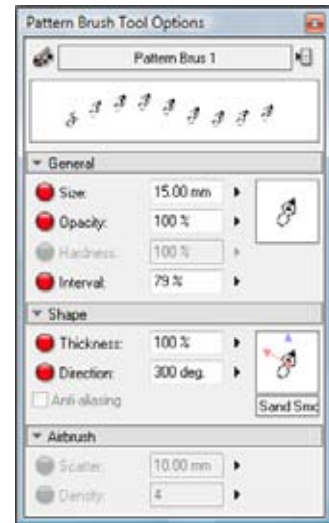 Pattern Brush Tool Options
Pattern Brus 1
General
Size: 15.00 mm
Opacity: 100 %
Hardness: 100 %
Interval: 79 %
Shape
Thickness: 100 %
Direction: 300 deg.
Anti-aliasing
Sand Smo
Airbrush
Scatter: 10.00 mm
Density: 4